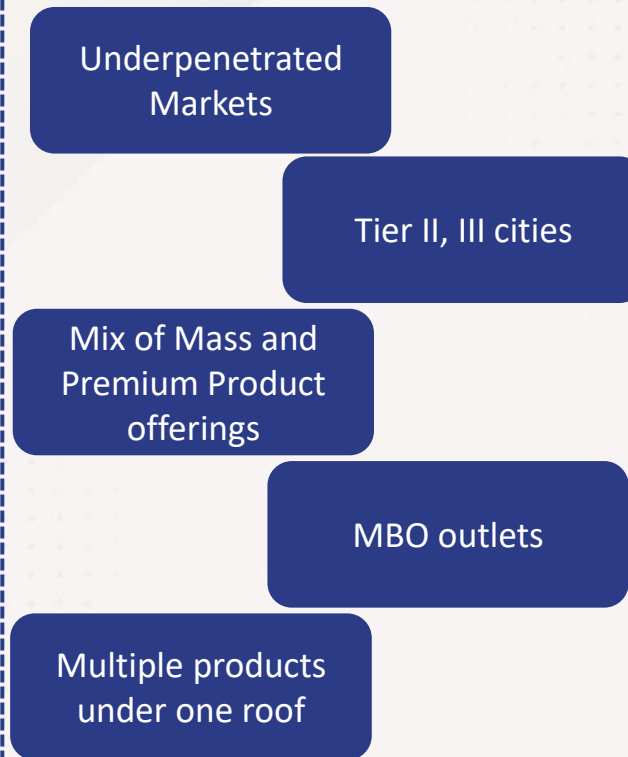 Underpenetrated
Markets
Tier II, III cities
Mix of Mass and
Premium Product
offerings
MBO outlets
Multiple products
under one roof